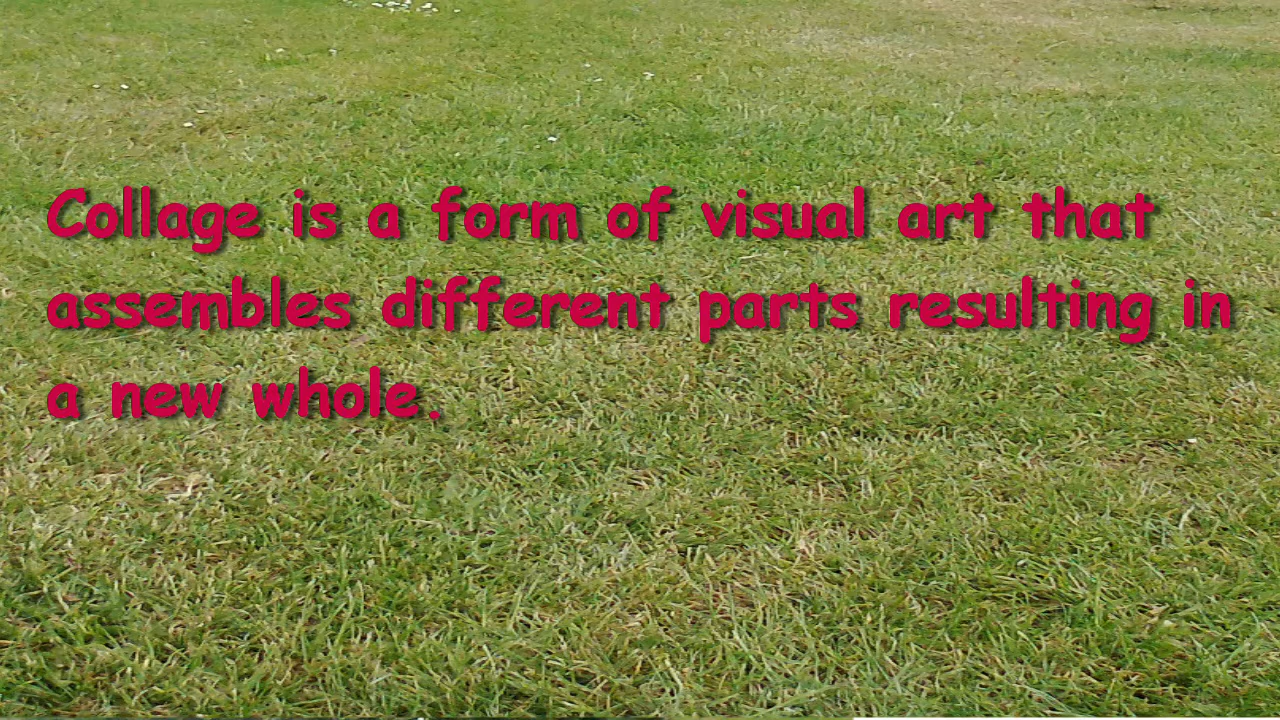 Collage is a form of visual art that
assembles different parts resulting in
a new whole.